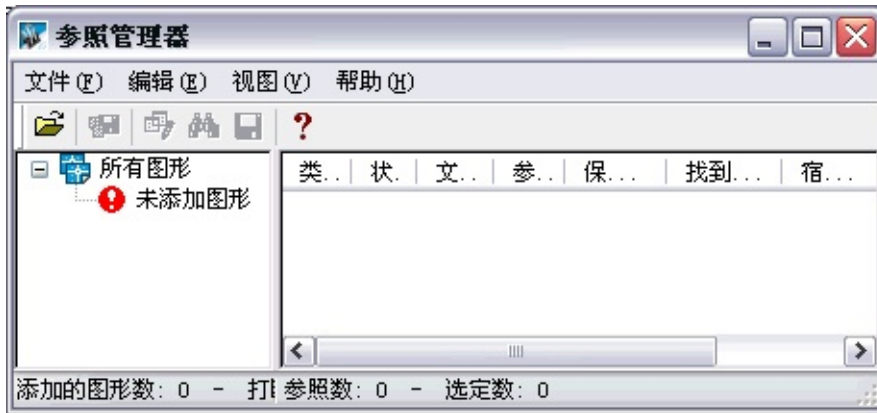 参照管理器
文件(F) 编辑(E) 视图(V) 帮助(H)
所有图形
未添加图形
类.. 状. 文.. 参.. 保... 找到... 宿...
添加的图形数: 0 - 打 参照数: 0 - 选定数: 0